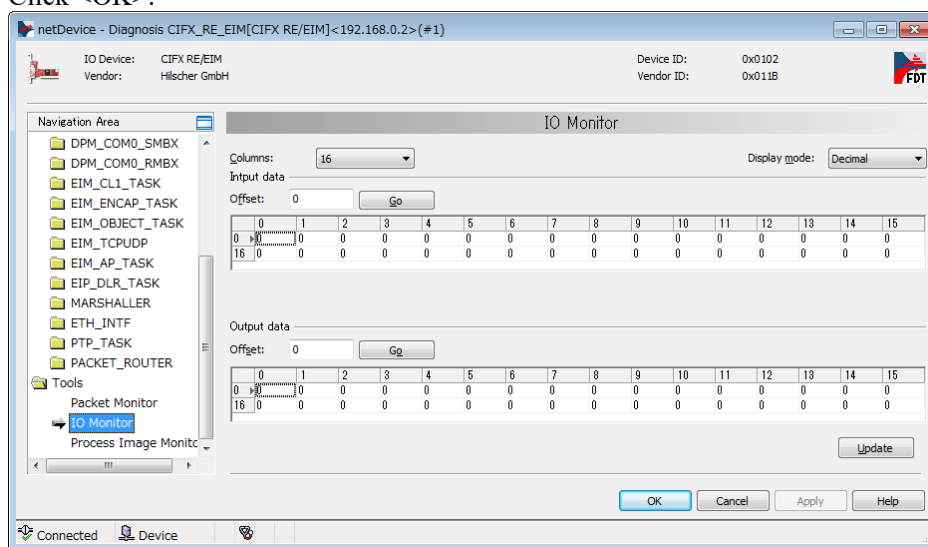 Click <OK>.
netDevice - Diagnosis CIFX_RE_EIM[CIFX RE/EIM]<192.168.0.2>(#1)
IO Device: CIFX RE/EIM Device ID: 0x0102
Vendor: Hilscher GmbH Vendor ID: 0x011B
FDT
Navigation Area
IO Monitor
DPM_COM0_SMBX
DPM_COM0_RMBX
EIM_CL1_TASK
EIM_ENCAP_TASK
EIM_OBJECT_TASK
EIM_TCPUDP
EIM_AP_TASK
EIP_DLR_TASK
MARSHALLER
ETH_INTF
PTP_TASK
PACKET_ROUTER
Tools
Packet Monitor
IO Monitor
Process Image Monitc
Columns: 16 Display mode: Decimal
Intput data
Offset: 0 Go
0 1 2 3 4 5 6 7 8 9 10 11 12 13 14 15
0 0 0 0 0 0 0 0 0 0 0 0 0 0 0 0 0
16 0 0 0 0 0 0 0 0 0 0 0 0 0 0 0 0
Output data
Offset: 0 Go
0 1 2 3 4 5 6 7 8 9 10 11 12 13 14 15
0 0 0 0 0 0 0 0 0 0 0 0 0 0 0 0 0
16 0 0 0 0 0 0 0 0 0 0 0 0 0 0 0 0
Update
OK Cancel Apply Help
Connected Device